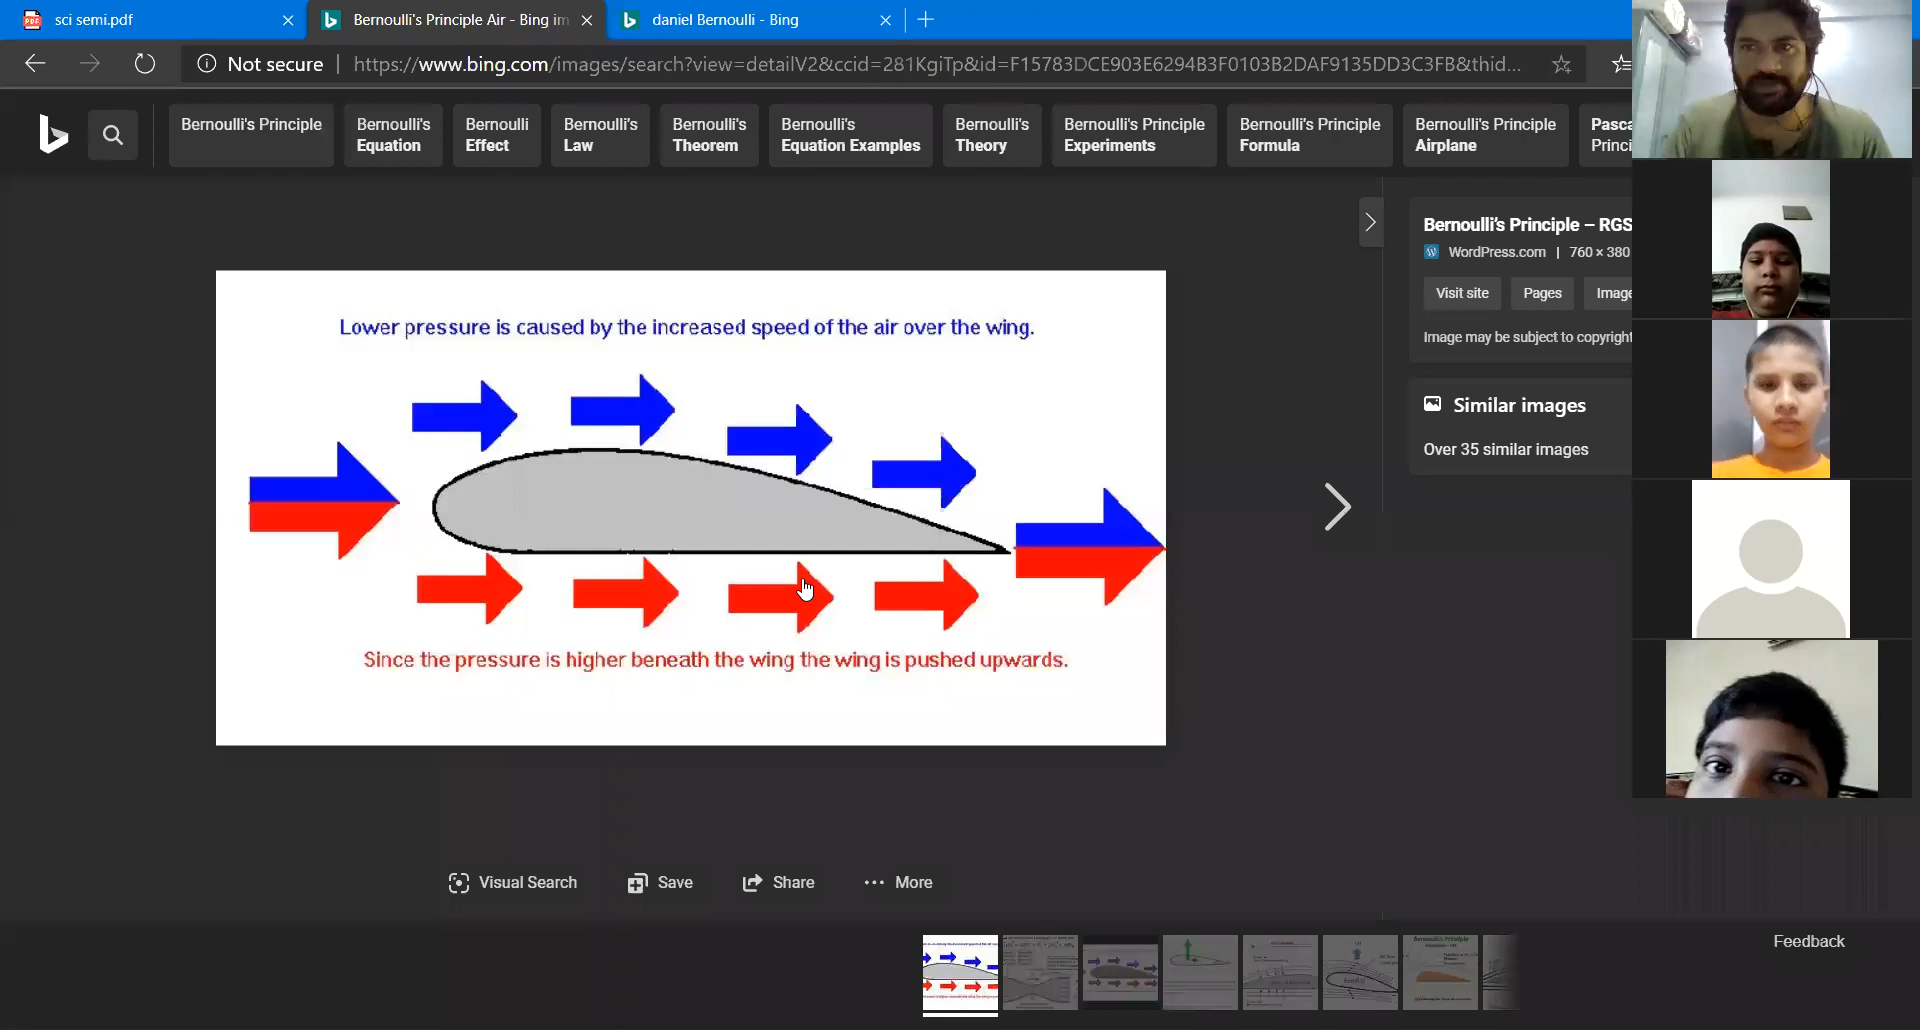 sci semi.pdf
Bernoulli's Principle Air - Bing im
daniel Bernoulli - Bing
Not secure
https://www.bing.com/images/search?view=detailV2&ccid=281KgiTp&id=F15783DCE903E6294B3F0103B2DAF9135DD3C3FB&thid...
Bernoulli's Principle
Bernoulli's
Equation
Bernoulli
Effect
Bernoulli's
Law
Bernoulli's
Theorem
Bernoulli's
Equation Examples
Bernoulli's
Theory
Bernoulli's Principle
Experiments
Bernoulli's Principle
Formula
Bernoulli's Principle
Airplane
Pasca
Princi
Lower pressure is caused by the increased speed of the air over the wing.
Since the pressure is higher beneath the wing the wing is pushed upwards.
Bernoulli's Principle – RGS
WordPress.com | 760 × 380
Visit site
Pages
Image
Image may be subject to copyright
Similar images
Over 35 similar images
Visual Search
Save
Share
More
Feedback